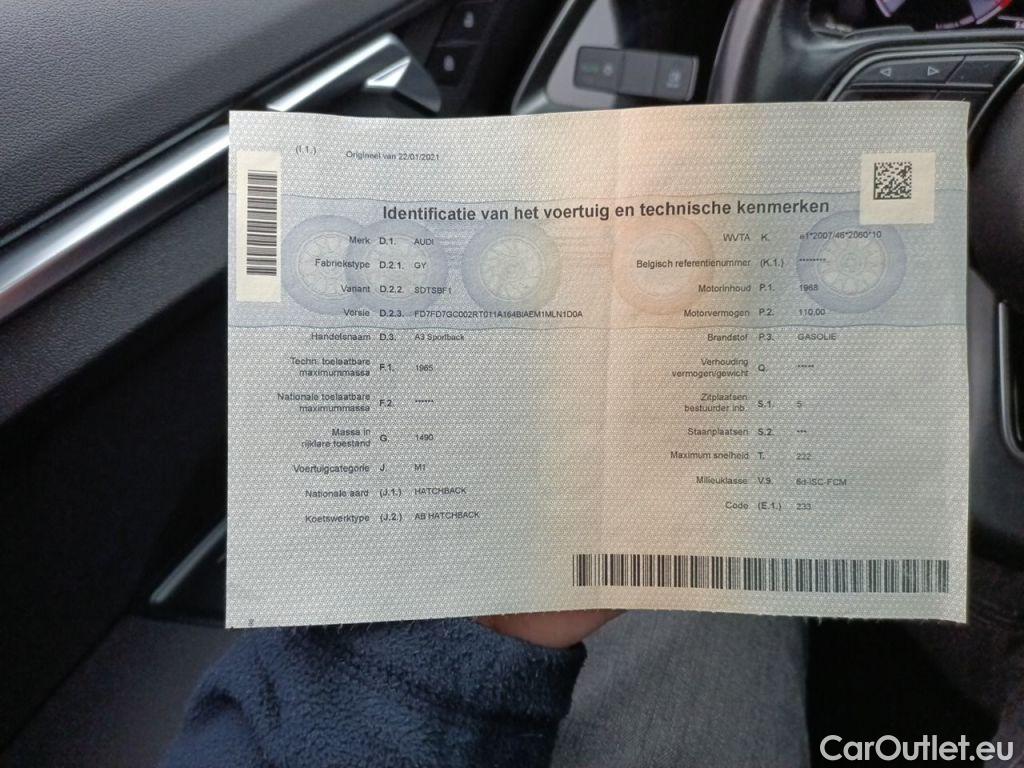 (I.1.) Origineel van 22/01/2021
Identificatie van het voertuig en technische kenmerken
Merk D.1. AUDI
Fabriekstype D.2.1. GY
Variant D.2.2. SDTSBF1
Versie D.2.3. FD7FD7GC002RT011A164BIAEM1MLN1D0A
Handelsnaam D.3. A3 Sportback
Techn. toelaatbare
maximummassa F.1. 1965
Nationale toelaatbare
maximummassa F.2. ******
Massa in
rijklare toestand G. 1490
Voertuigcategorie J. M1
Nationale aard (J.1.) HATCHBACK
Koetswerktype (J.2.) AB HATCHBACK
WVTA K. e1*2007/46*2060*10
Belgisch referentienummer (K.1.) ********
Motorinhoud P.1. 1968
Motorvermogen P.2. 110,00
Brandstof P.3. GASOLIE
Verhouding
vermogen/gewicht Q. *****
Zitplaatsen
bestuurder inb. S.1. 5
Staanplaatsen S.2. ***
Maximum snelheid T. 222
Milieuklasse V.9. 6d-ISC-FCM
Code (E.1.) 233
CarOutlet.eu